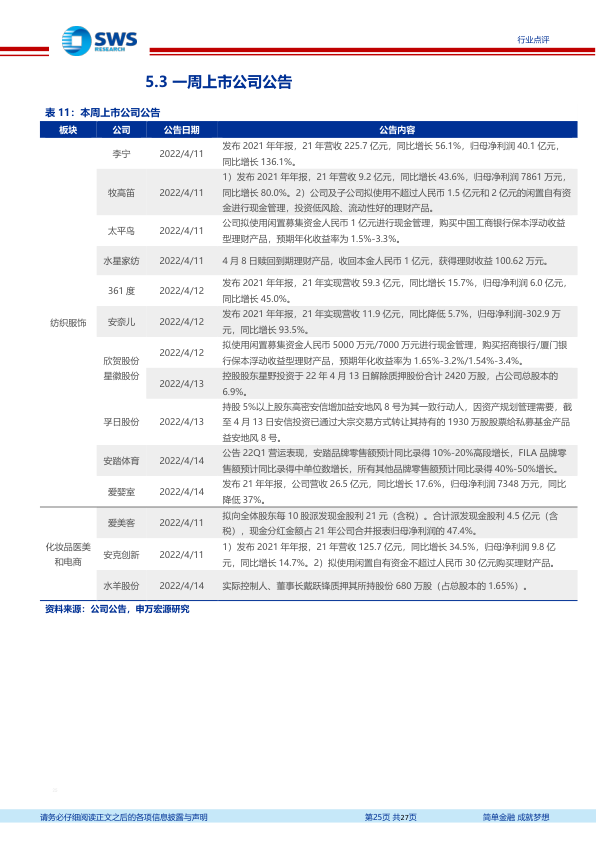 SWS
RESEARCH
行业点评
5.3 一周上市公司公告
表 11：本周上市公司公告
板块 公司 公告日期 公告内容
李宁 2022/4/11 发布 2021 年年报，21 年营收 225.7 亿元，同比增长 56.1%，归母净利润 40.1 亿元，
同比增长 136.1%。
牧高笛 2022/4/11 1）发布 2021 年年报，21 年营收 9.2 亿元，同比增长 43.6%，归母净利润 7861 万元，
同比增长 80.0%。2）公司及子公司拟使用不超过人民币 1.5 亿元和 2 亿元的闲置自有资
金进行现金管理，投资低风险、流动性好的理财产品。
太平鸟 2022/4/11 公司拟使用闲置募集资金人民币 1 亿元进行现金管理，购买中国工商银行保本浮动收益
型理财产品，预期年化收益率为 1.5%-3.3%。
水星家纺 2022/4/11 4 月 8 日赎回到期理财产品，收回本金人民币 1 亿元，获得理财收益 100.62 万元。
361 度 2022/4/12 发布 2021 年年报，21 年实现营收 59.3 亿元，同比增长 15.7%，归母净利润 6.0 亿元，
同比增长 45.0%。
纺织服饰 安奈儿 2022/4/12 发布 2021 年年报，21 年实现营收 11.9 亿元，同比降低 5.7%，归母净利润-302.9 万
元，同比增长 93.5%。
欣贺股份 2022/4/12 拟使用闲置募集资金人民币 5000 万元/7000 万元进行现金管理，购买招商银行/厦门银
行保本浮动收益型理财产品，预期年化收益率为 1.65%-3.2%/1.54%-3.4%。
星徽股份 2022/4/13 控股股东星野投资于 22 年 4 月 13 日解除质押股份合计 2420 万股，占公司总股本的
6.9%。
孚日股份 2022/4/13 持股 5%以上股东高密安信增加益安地风 8 号为其一致行动人，因资产规划管理需要，截
至 4 月 13 日安信投资已通过大宗交易方式转让其持有的 1930 万股股票给私募基金产品
益安地风 8 号。
安踏体育 2022/4/14 公告 22Q1 营运表现，安踏品牌零售额预计同比录得 10%-20%高段增长，FILA 品牌零
售额预计同比录得中单位数增长，所有其他品牌零售额预计同比录得 40%-50%增长。
爱婴室 2022/4/14 发布 21 年年报，公司营收 26.5 亿元，同比增长 17.6%，归母净利润 7348 万元，同比
降低 37%。
爱美客 2022/4/11 拟向全体股东每 10 股派发现金股利 21 元（含税）。合计派发现金股利 4.5 亿元（含
税），现金分红金额占 21 年公司合并报表归母净利润的 47.4%。
化妆品医美
和电商
安克创新 2022/4/11 1）发布 2021 年年报，21 年营收 125.7 亿元，同比增长 34.5%，归母净利润 9.8 亿
元，同比增长 14.7%。2）拟使用闲置自有资金不超过人民币 30 亿元购买理财产品。
水羊股份 2022/4/14 实际控制人、董事长戴跃锋质押其所持股份 680 万股（占总股本的 1.65%）。
资料来源：公司公告，申万宏源研究
请务必仔细阅读正文之后的各项信息披露与声明 第25页 共27页 简单金融 成就梦想